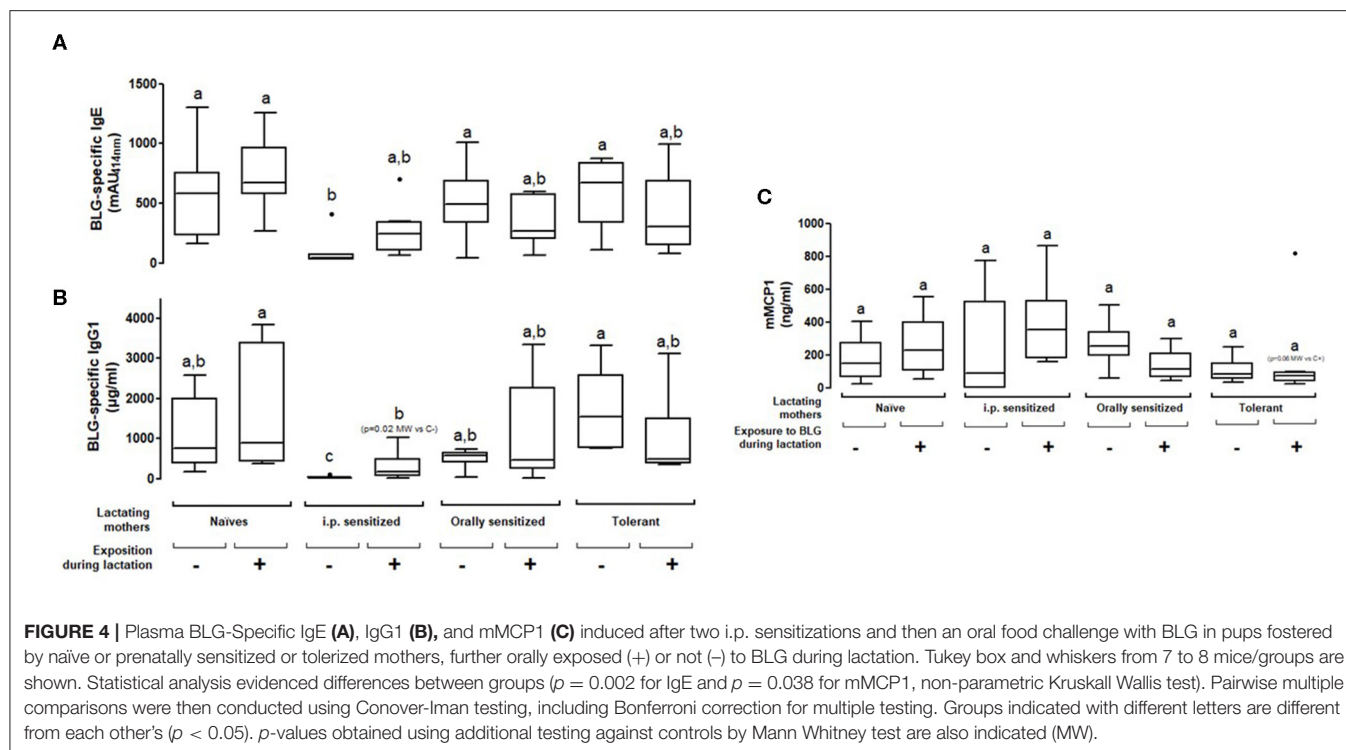 A
BLG-specific IgE
(mAU414nm)
1500
1000
500
0
a
a
b
a,b
a
a,b
a
a,b
B
BLG-specific IgG1
(µg/ml)
4000
3000
2000
1000
0
a,b
a
c
b
(p=0.02 MW vs C-)
a,b
a,b
a
a,b
Lactating
mothers
Naïves
i.p. sensitized
Orally sensitized
Tolerant
Exposition
during lactation
-
+
-
+
-
+
-
+
C
mMCP1
(ng/ml)
1000
800
600
400
200
0
a
a
a
a
a
a
a
a
(p=0.06 MW vs C+)
Lactating
mothers
Naïve
i.p. sensitized
Orally sensitized
Tolerant
Exposure to BLG
during lactation
-
+
-
+
-
+
-
+
FIGURE 4 | Plasma BLG-Specific IgE (A), IgG1 (B), and mMCP1 (C) induced after two i.p. sensitizations and then an oral food challenge with BLG in pups fostered
by naïve or prenatally sensitized or tolerized mothers, further orally exposed (+) or not (–) to BLG during lactation. Tukey box and whiskers from 7 to 8 mice/groups are
shown. Statistical analysis evidenced differences between groups (p = 0.002 for IgE and p = 0.038 for mMCP1, non-parametric Kruskall Wallis test). Pairwise multiple
comparisons were then conducted using Conover-Iman testing, including Bonferroni correction for multiple testing. Groups indicated with different letters are different
from each other's (p < 0.05). p-values obtained using additional testing against controls by Mann Whitney test are also indicated (MW).